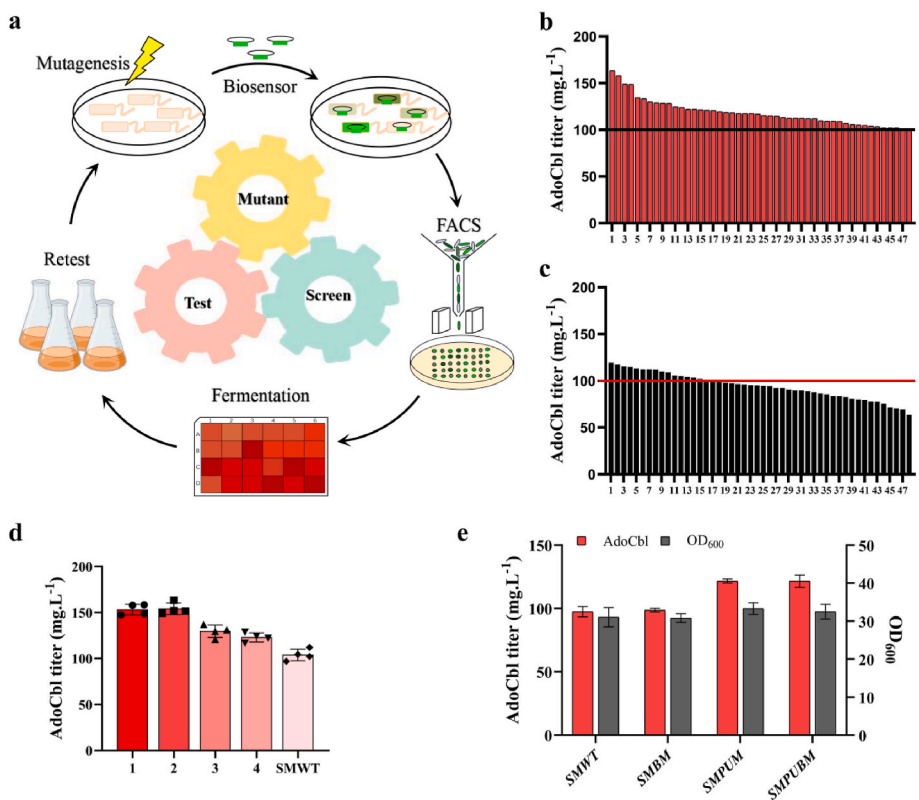 a
Mutagenesis
Biosensor
Mutant
FACS
Retest
Test
Screen
Fermentation
1 2 3 4 5 6
A
B
C
D
b
AdoCbl titer (mg.L⁻¹)
200
150
100
50
0
1 3 5 7 9 11 13 15 17 19 21 23 25 27 29 31 33 35 37 39 41 43 45 47
c
AdoCbl titer (mg.L⁻¹)
200
150
100
50
0
1 3 5 7 9 11 13 15 17 19 21 23 25 27 29 31 33 35 37 39 41 43 45 47
d
AdoCbl titer (mg.L⁻¹)
200
150
100
50
0
1 2 3 4 SMWT
e
AdoCbl OD₆₀₀
AdoCbl titer (mg.L⁻¹)
150
100
50
0
50
40
30
20
10
0
OD₆₀₀
SMWT SMBM SMPUM SMPUBM